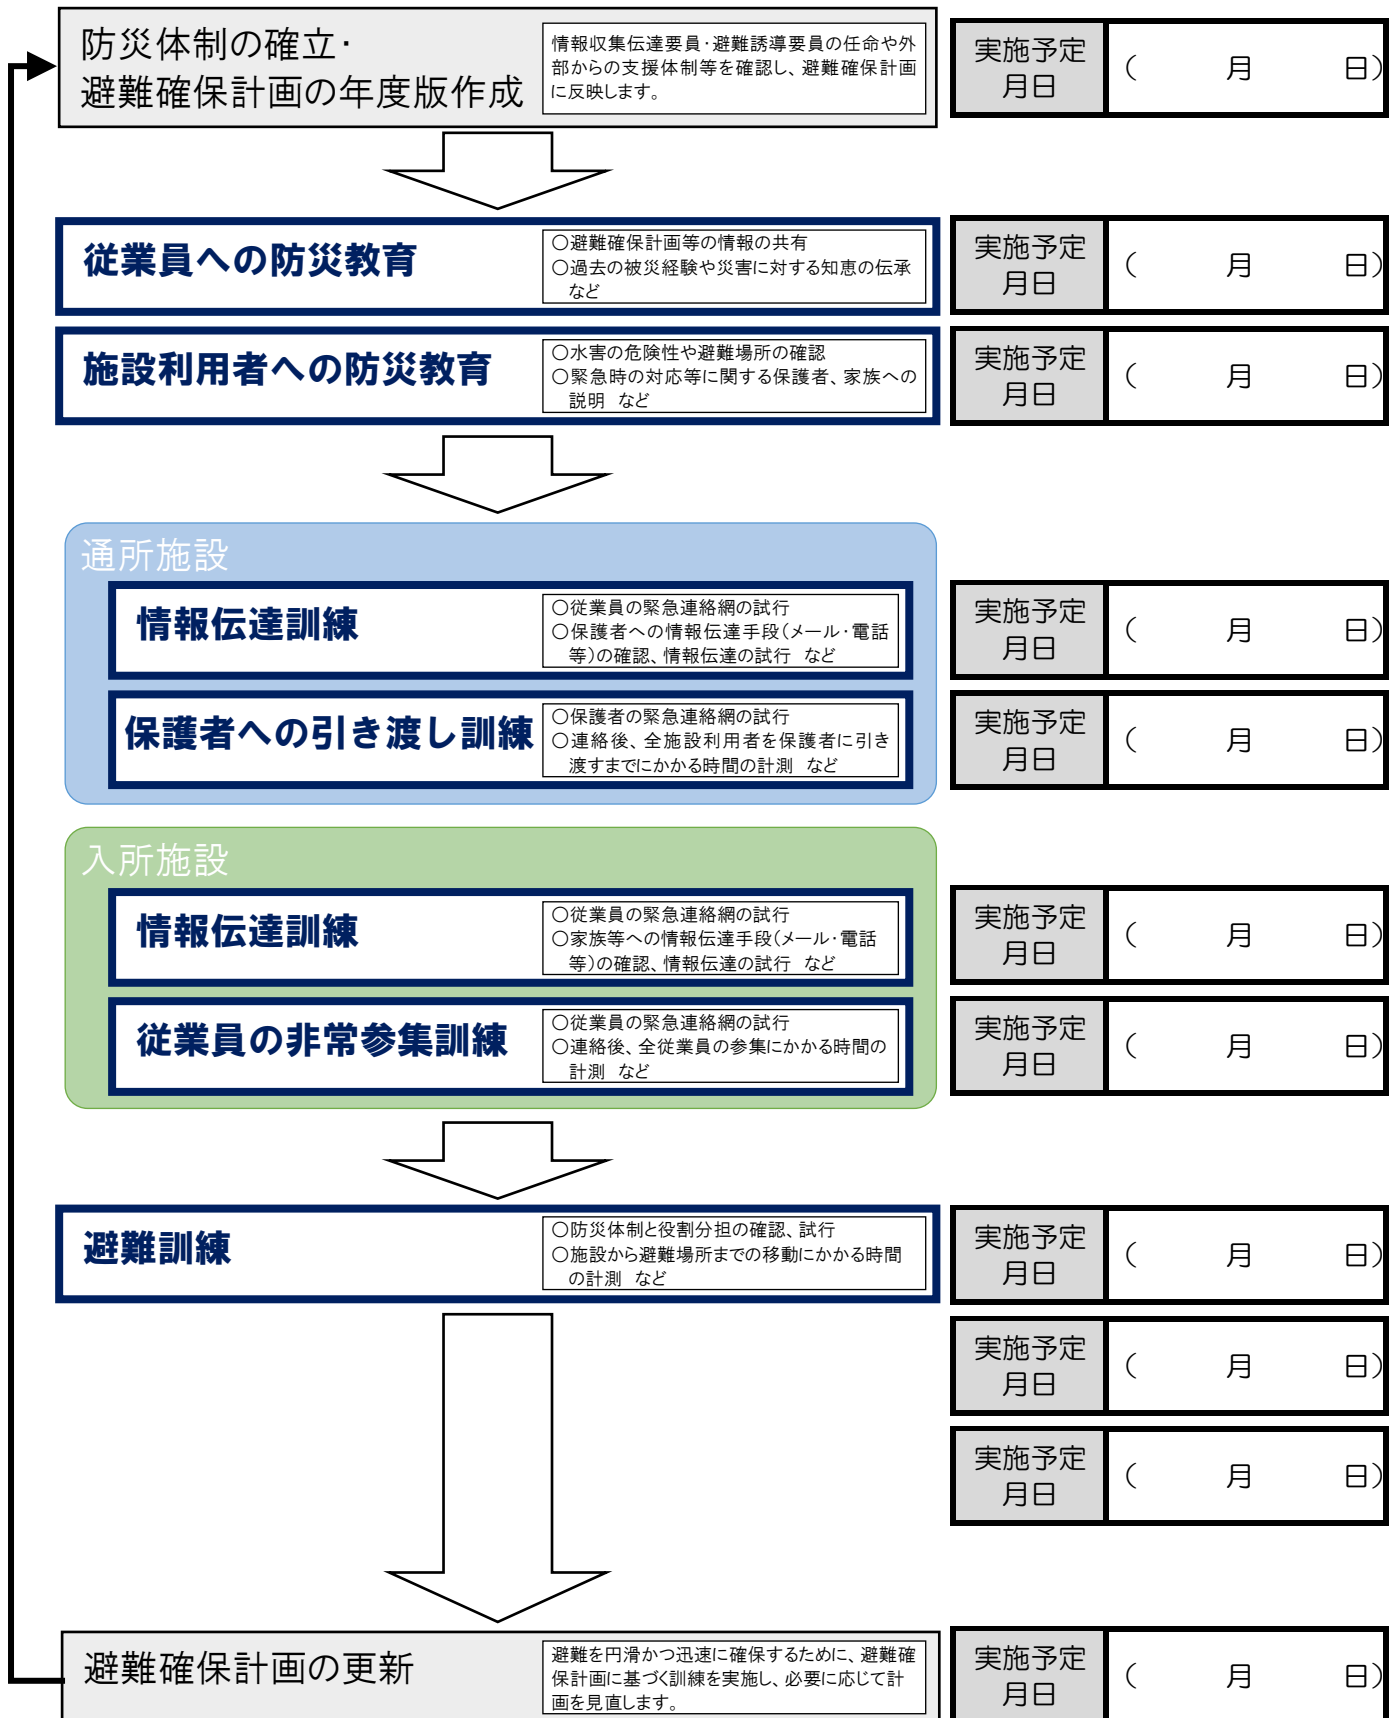 防災体制の確立・
避難確保計画の年度版作成
情報収集伝達要員・避難誘導要員の任命や外
部からの支援体制等を確認し、避難確保計画
に反映します。
実施予定
月日
( 月 日)
従業員への防災教育
〇避難確保計画等の情報の共有
〇過去の被災経験や災害に対する知恵の伝承
など
実施予定
月日
( 月 日)
施設利用者への防災教育
〇水害の危険性や避難場所の確認
〇緊急時の対応等に関する保護者、家族への
説明 など
実施予定
月日
( 月 日)
通所施設
情報伝達訓練
〇従業員の緊急連絡網の試行
〇保護者への情報伝達手段(メール・電話
等)の確認、情報伝達の試行 など
実施予定
月日
( 月 日)
保護者への引き渡し訓練
〇保護者の緊急連絡網の試行
〇連絡後、全施設利用者を保護者に引き
渡すまでにかかる時間の計測 など
実施予定
月日
( 月 日)
入所施設
情報伝達訓練
〇従業員の緊急連絡網の試行
〇家族等への情報伝達手段(メール・電話
等)の確認、情報伝達の試行 など
実施予定
月日
( 月 日)
従業員の非常参集訓練
〇従業員の緊急連絡網の試行
〇連絡後、全従業員の参集にかかる時間の
計測 など
実施予定
月日
( 月 日)
避難訓練
〇防災体制と役割分担の確認、試行
〇施設から避難場所までの移動にかかる時間
の計測 など
実施予定
月日
( 月 日)
実施予定
月日
( 月 日)
実施予定
月日
( 月 日)
避難確保計画の更新
避難を円滑かつ迅速に確保するために、避難確
保計画に基づく訓練を実施し、必要に応じて計
画を見直します。
実施予定
月日
( 月 日)